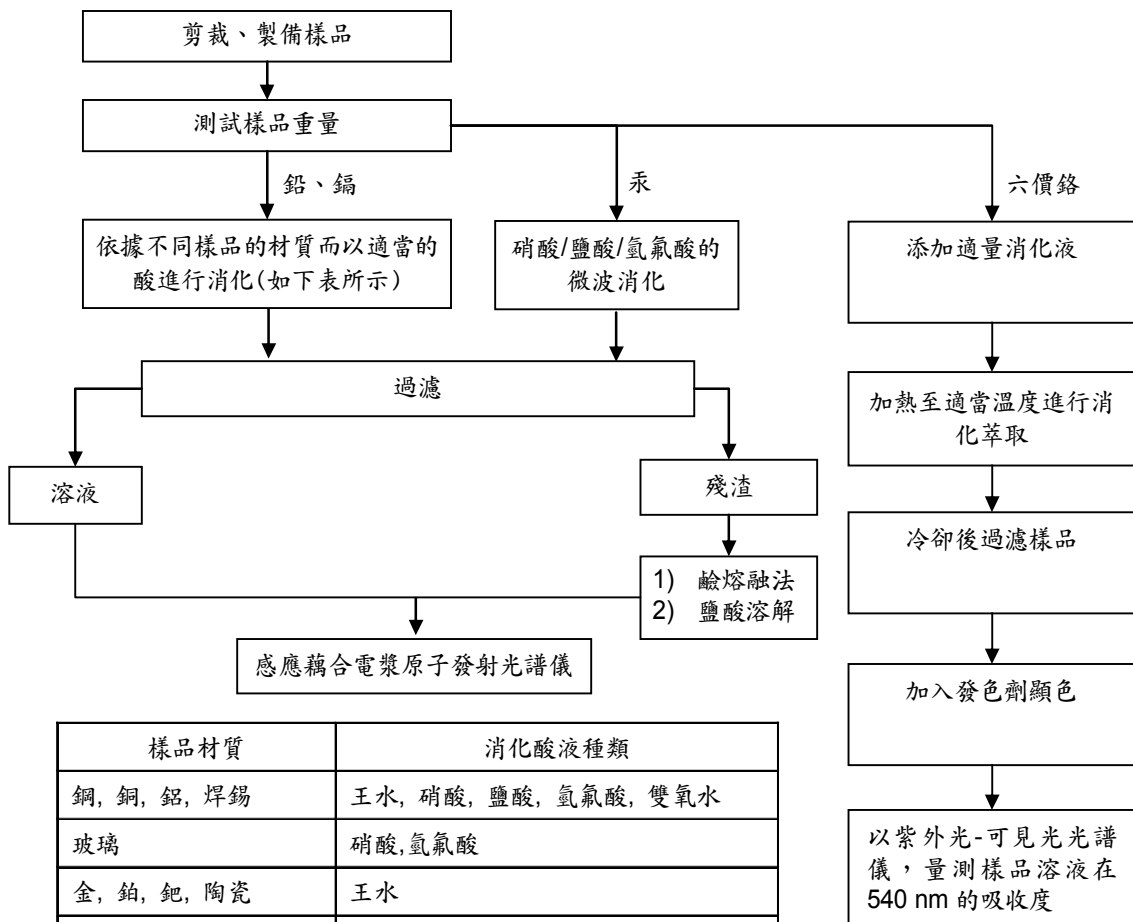 剪裁、製備樣品
測試樣品重量
鉛、鎘
汞
六價鉻
依據不同樣品的材質而以適當的
酸進行消化(如下表所示)
硝酸/鹽酸/氫氟酸的
微波消化
添加適量消化液
過濾
加熱至適當溫度進行消
化萃取
溶液
殘渣
冷卻後過濾樣品
1) 鹼熔融法
2) 鹽酸溶解
感應藕合電漿原子發射光譜儀
加入發色劑顯色
樣品材質 消化酸液種類
鋼, 銅, 鋁, 焊錫 王水, 硝酸, 鹽酸, 氫氟酸, 雙氧水
玻璃 硝酸,氫氟酸
金, 鉑, 鈀, 陶瓷 王水
以紫外光-可見光光譜
儀，量測樣品溶液在
540 nm 的吸收度